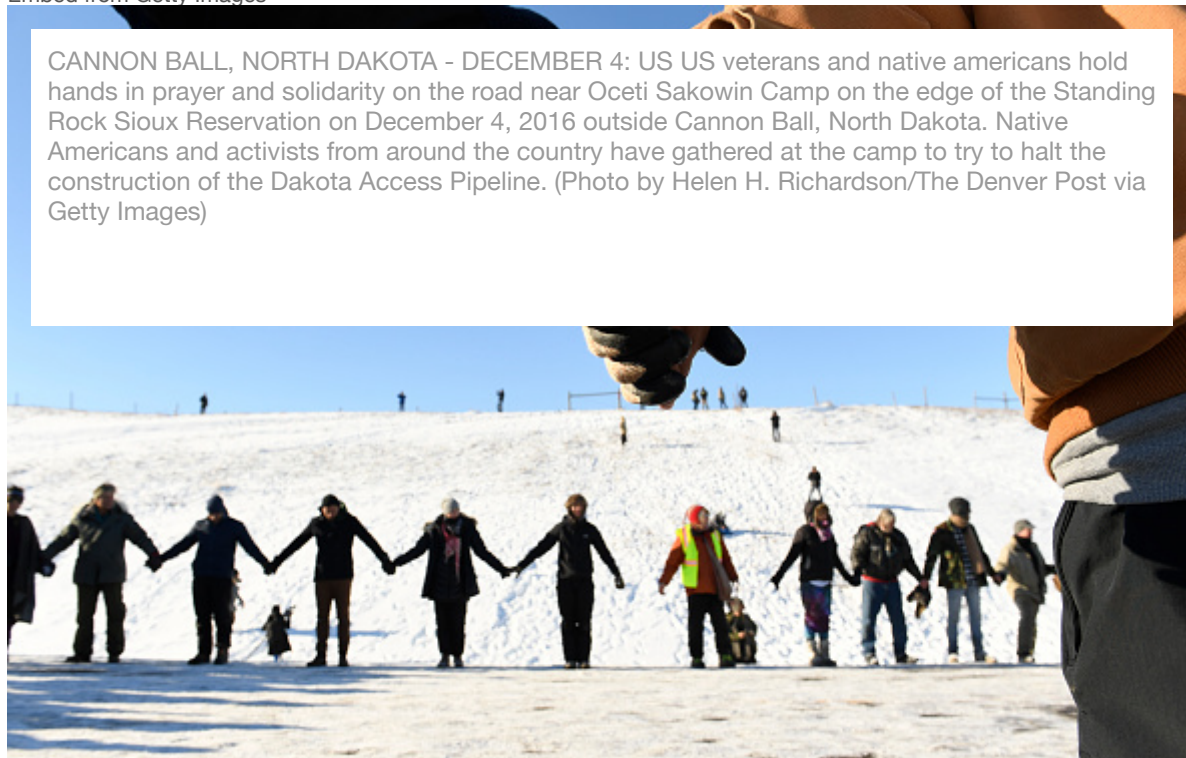 Embed from Getty Images
CANNON BALL, NORTH DAKOTA - DECEMBER 4: US US veterans and native americans hold
hands in prayer and solidarity on the road near Oceti Sakowin Camp on the edge of the Standing
Rock Sioux Reservation on December 4, 2016 outside Cannon Ball, North Dakota. Native
Americans and activists from around the country have gathered at the camp to try to halt the
construction of the Dakota Access Pipeline. (Photo by Helen H. Richardson/The Denver Post via
Getty Images)